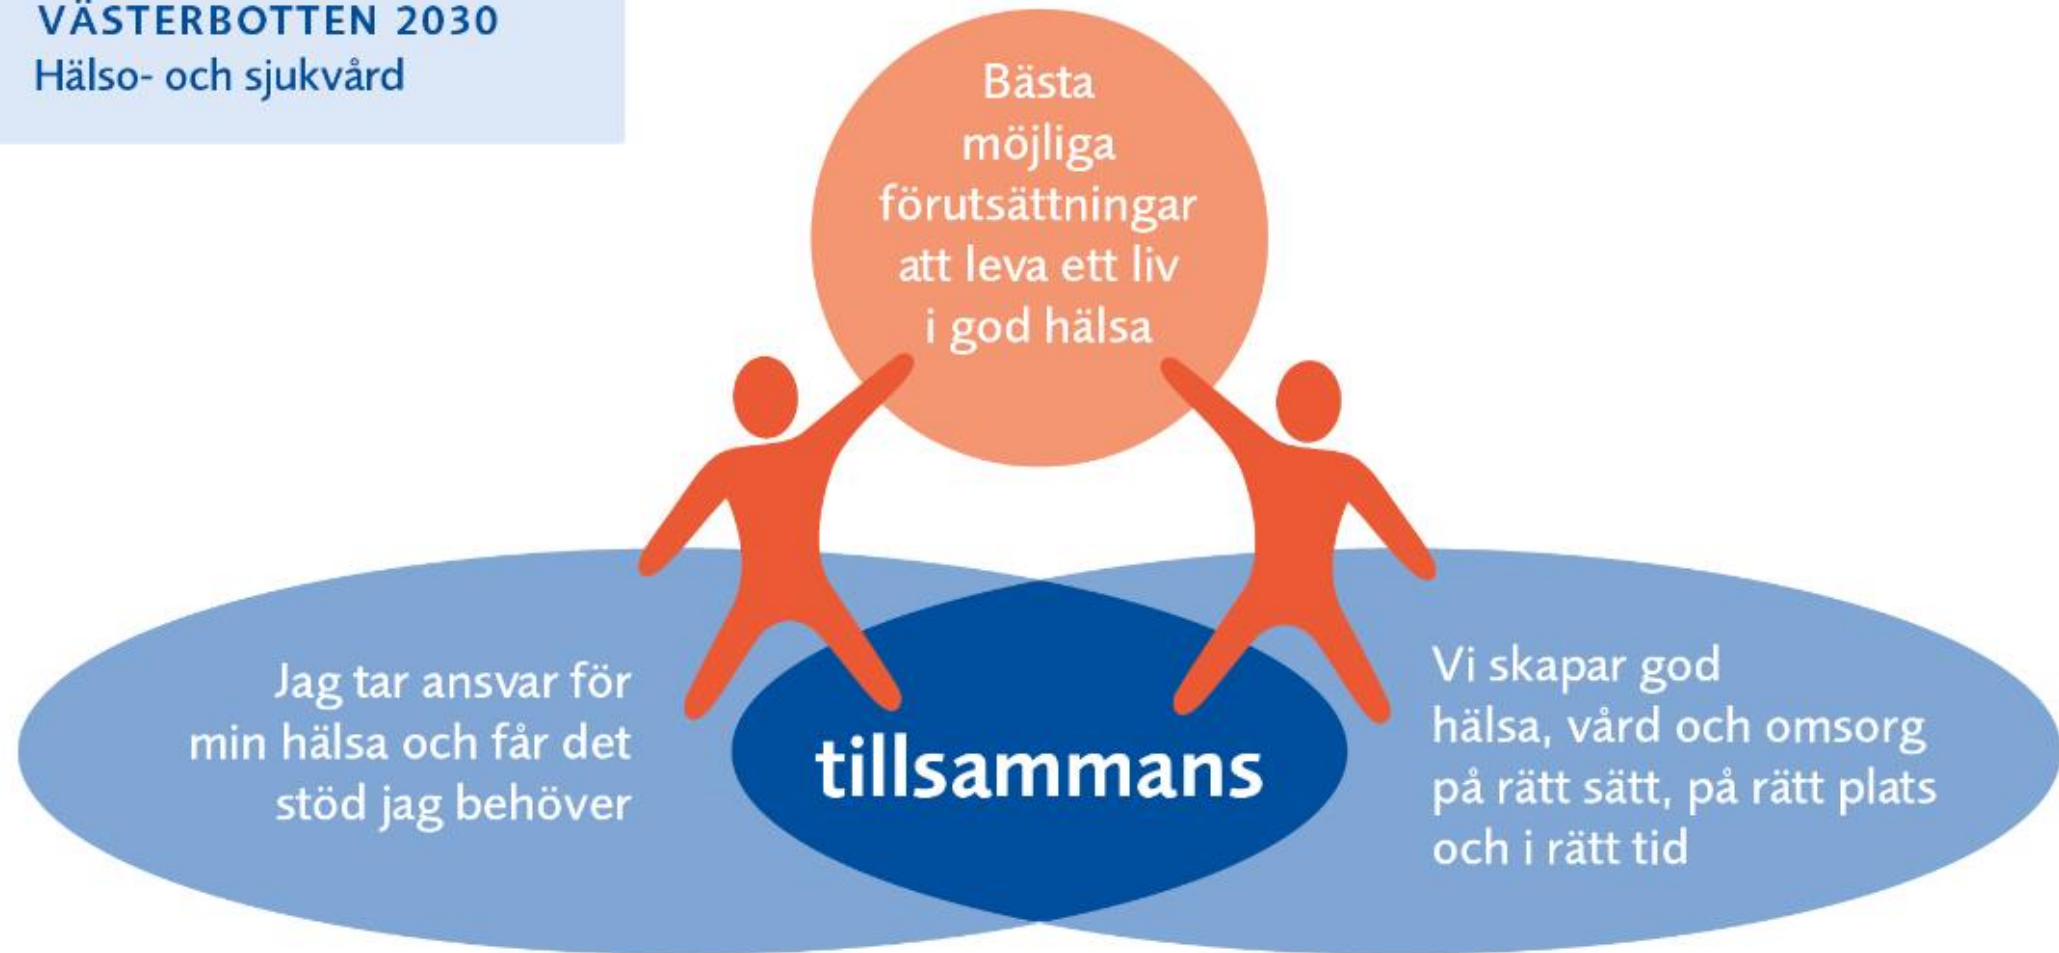 VÄSTERBOTTEN 2030
Hälso- och sjukvård
Bästa
möjliga
förutsättningar
att leva ett liv
i god hälsa
Jag tar ansvar för
min hälsa och får det
stöd jag behöver
tillsammans
Vi skapar god
hälsa, vård och omsorg
på rätt sätt, på rätt plats
och i rätt tid